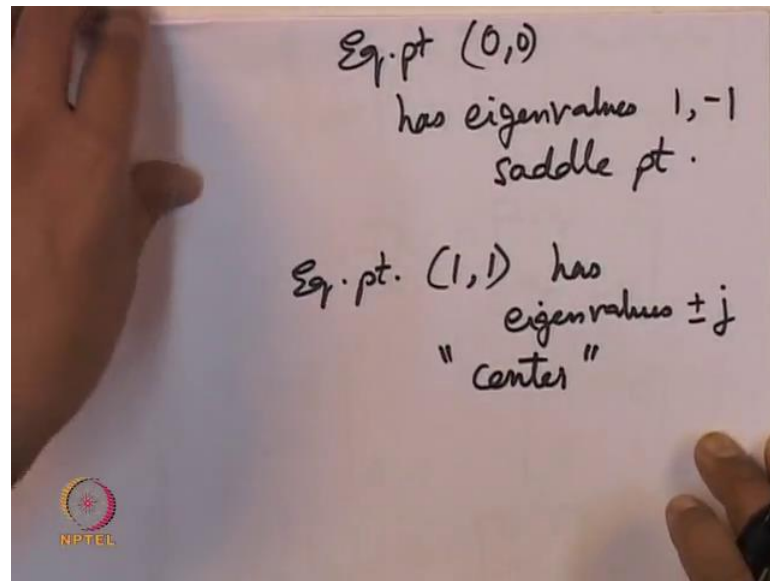 Eq.pt (0,0)
has eigenvalues 1,-1
saddle pt.
Eq.pt. (1,1) has
eigenvalues ±j
"center"
NPTEL